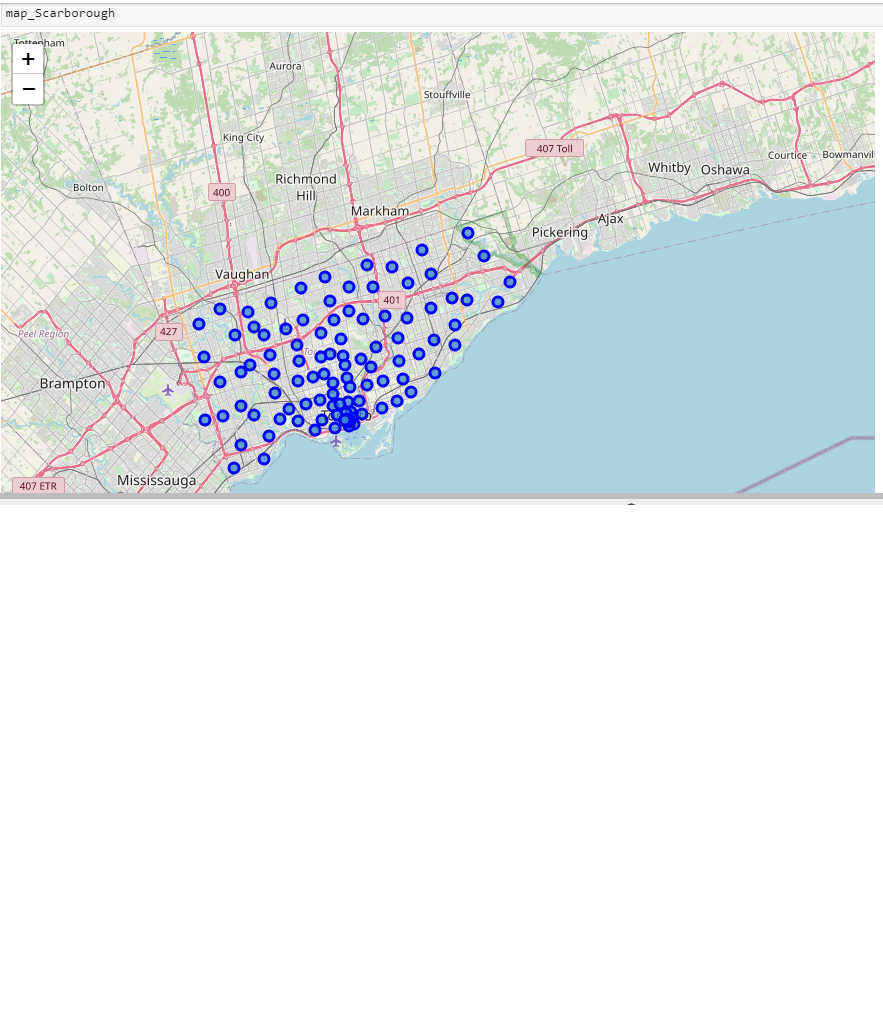 map_Scarborough
Tottenham
+
−
Aurora
Stouffville
King City
407 Toll
Courtice
Bowmanvil
Whitby
Oshawa
Richmond
Hill
Bolton
400
Markham
Ajax
Pickering
Vaughan
401
427
Peel Region
Brampton
Mississauga
407 ETR